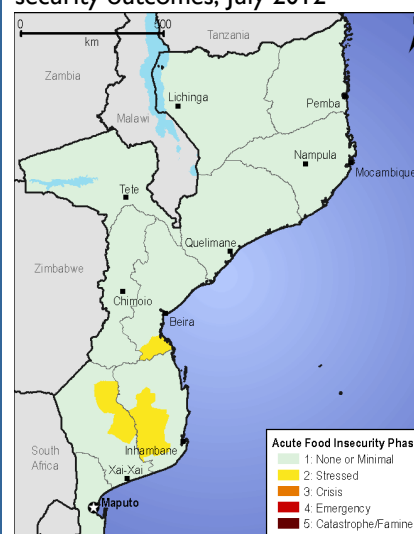 security outcomes, July 2012
0 500
km
Tanzania
Zambia
Malawi
Lichinga
Pemba
Nampula
Mocambique
Tete
Quelimane
Zimbabwe
Chimoio
Beira
Inhambane
South
Africa
Xai-Xai
Maputo
Acute Food Insecurity Phas
1: None or Minimal
2: Stressed
3: Crisis
4: Emergency
5: Catastrophe/Famine